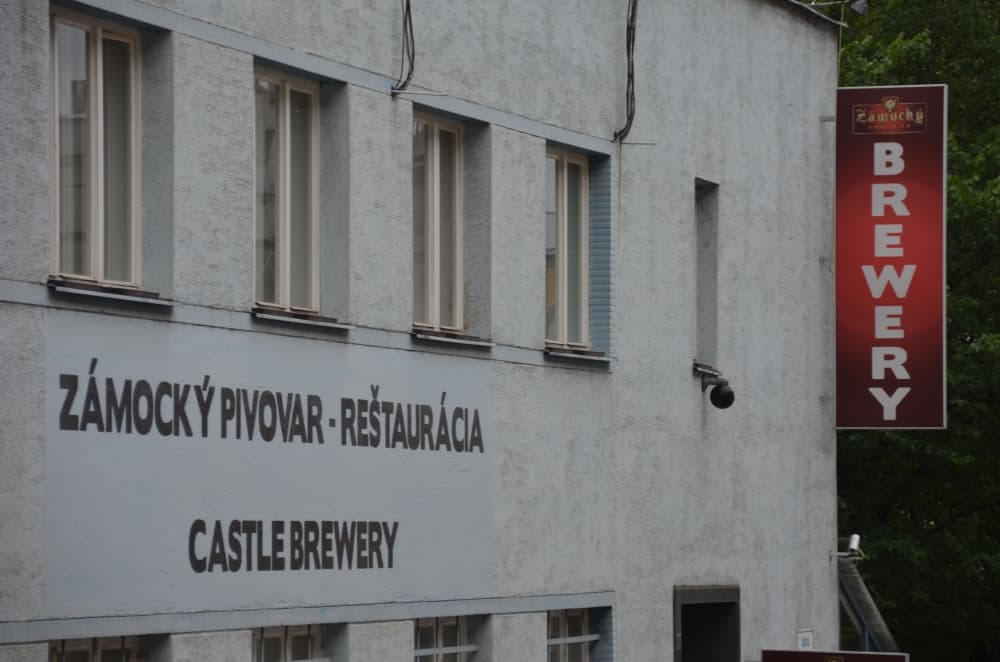 ZÁMOCKÝ PIVOVAR - REŠTAURÁCIA
CASTLE BREWERY
Zámocký
BREWERY